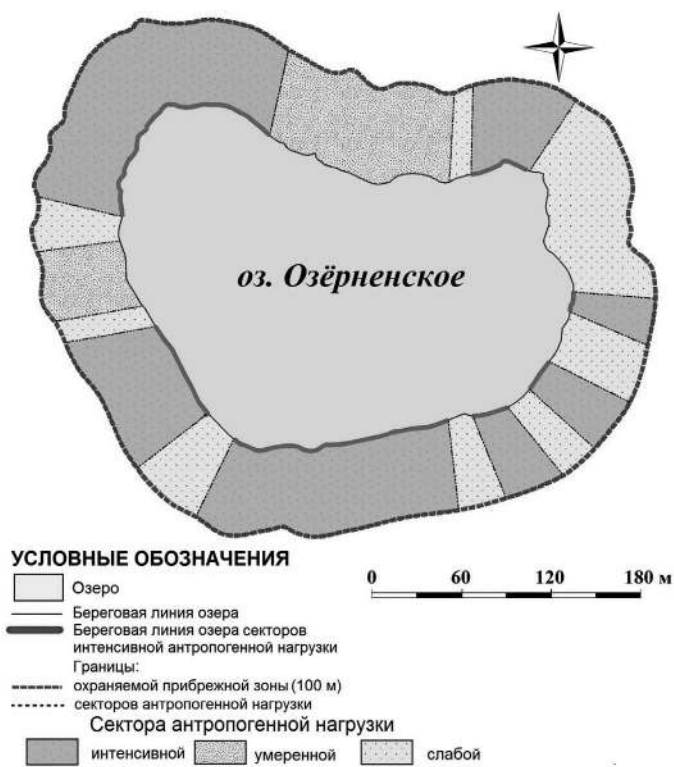 оз. Озёрненское
УСЛОВНЫЕ ОБОЗНАЧЕНИЯ
Озеро
0 60 120 180 м
Береговая линия озера
Береговая линия озера секторов
интенсивной антропогенной нагрузки
Границы:
охраняемой прибрежной зоны (100 м)
секторов антропогенной нагрузки
Сектора антропогенной нагрузки
интенсивной умеренной слабой